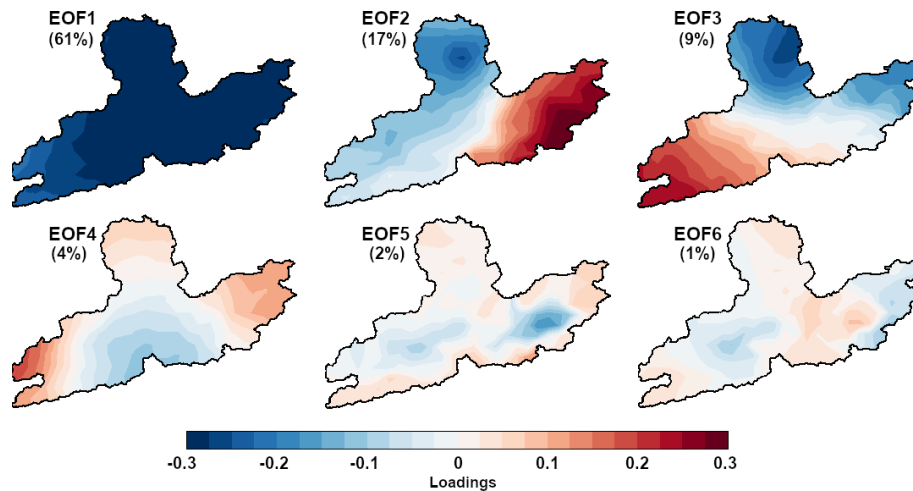 EOF1
(61%)
EOF2
(17%)
EOF3
(9%)
EOF4
(4%)
EOF5
(2%)
EOF6
(1%)
-0.3 -0.2 -0.1 0 0.1 0.2 0.3
Loadings